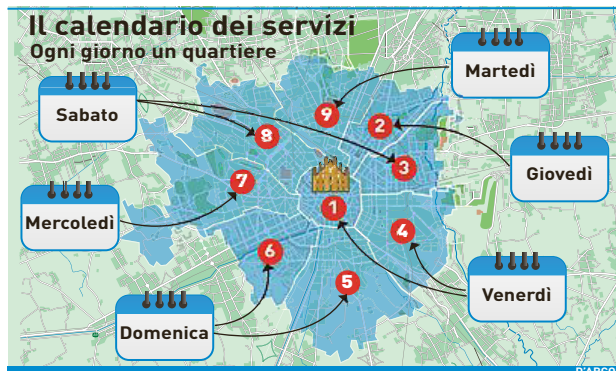 Il calendario dei servizi
Ogni giorno un quartiere
Martedì
Sabato
9
2
8
Giovedì
3
7
Mercoledì
1
4
6
5
Venerdì
Domenica
D'ARCO